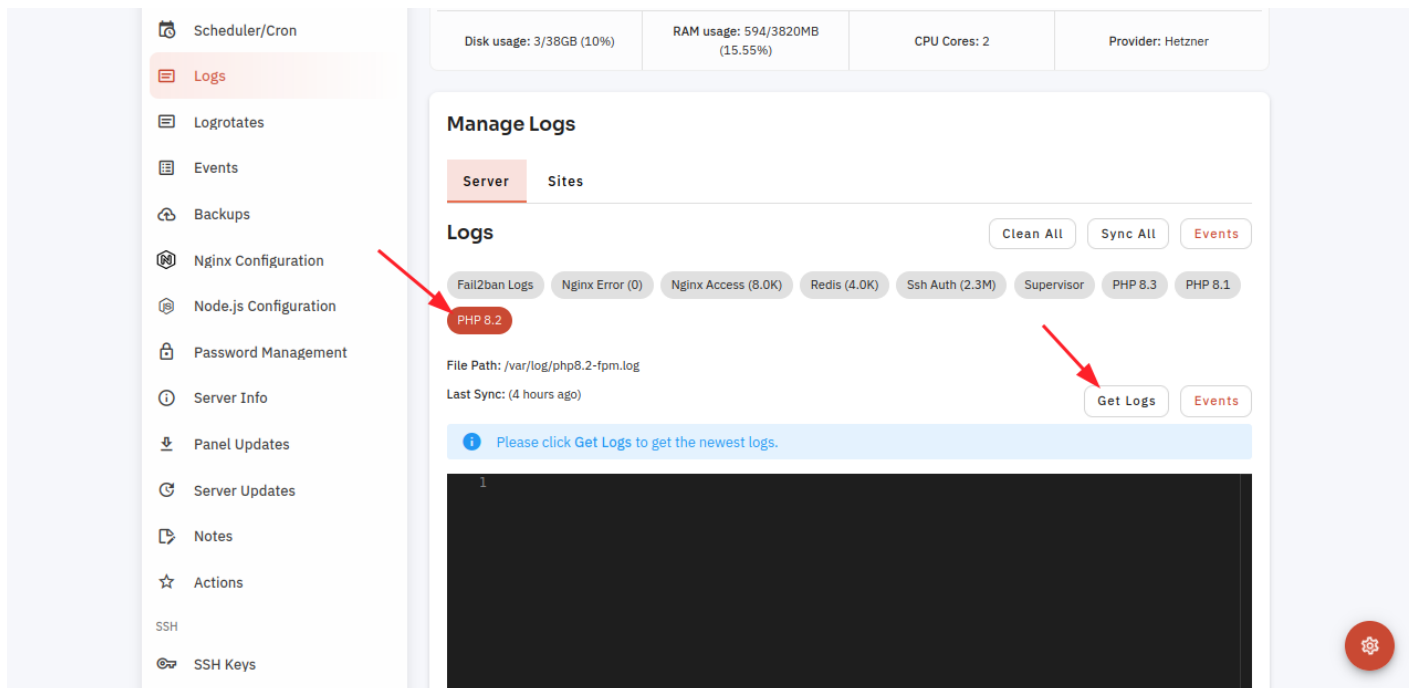 Scheduler/Cron
Logs
Logrotates
Events
Backups
Nginx Configuration
Node.js Configuration
Password Management
Server Info
Panel Updates
Server Updates
Notes
Actions
SSH
SSH Keys
Disk usage: 3/38GB (10%)
RAM usage: 594/3820MB
(15.55%)
CPU Cores: 2
Provider: Hetzner
Manage Logs
Server Sites
Logs
Clean All Sync All Events
Fail2ban Logs Nginx Error (0) Nginx Access (8.0K) Redis (4.0K) Ssh Auth (2.3M) Supervisor PHP 8.3 PHP 8.1
PHP 8.2
File Path: /var/log/php8.2-fpm.log
Last Sync: (4 hours ago)
Get Logs Events
Please click Get Logs to get the newest logs.
1